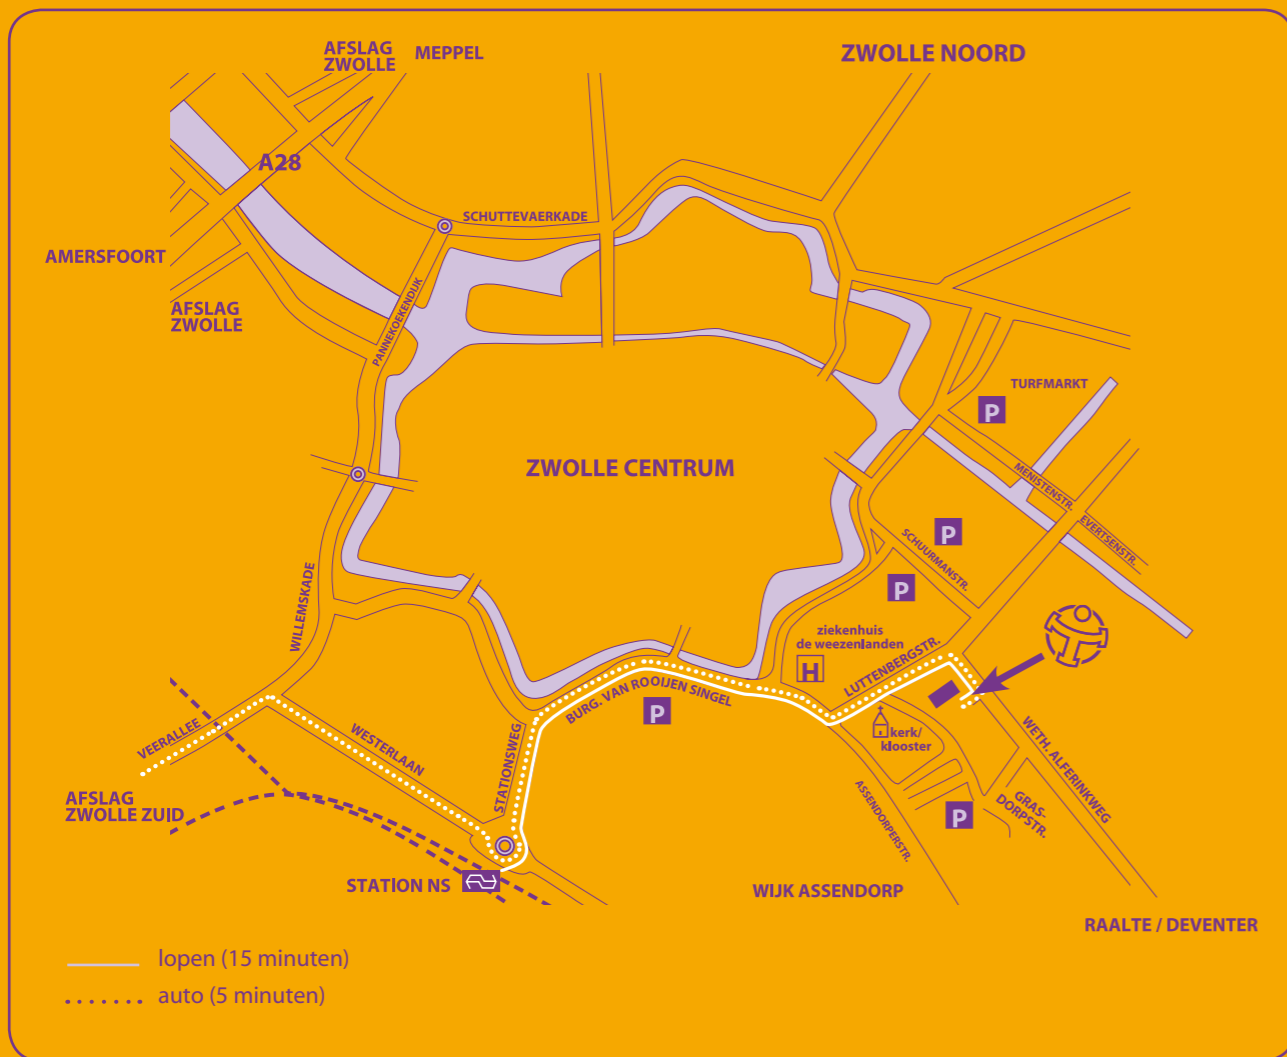 AFSLAG
ZWOLLE
MEPPEL
ZWOLLE NOORD
A28
SCHUTTEVAERKADE
AMERSFOORT
AFSLAG
ZWOLLE
PANNEKOEKENDIJK
TURFMARKT
P
ZWOLLE CENTRUM
MENISTENSTR.
EVERTSENSTR.
P
SCHUURMANSTR.
P
WILLEMSKADE
ziekenhuis
de weezenlanden
H
LUTTENBERGSTR.
BURG. VAN ROOIJEN SINGEL
P
kerk/
klooster
WETH. ALFERINKWEG
VEERALLEE
WESTERLAAN
STATIONSWEG
AFSLAG
ZWOLLE ZUID
ASSENDORPERSTR.
GRAS-
DORPSTR.
P
STATION NS
WIJK ASSENDORP
RAALTE / DEVENTER
lopen (15 minuten)
auto (5 minuten)